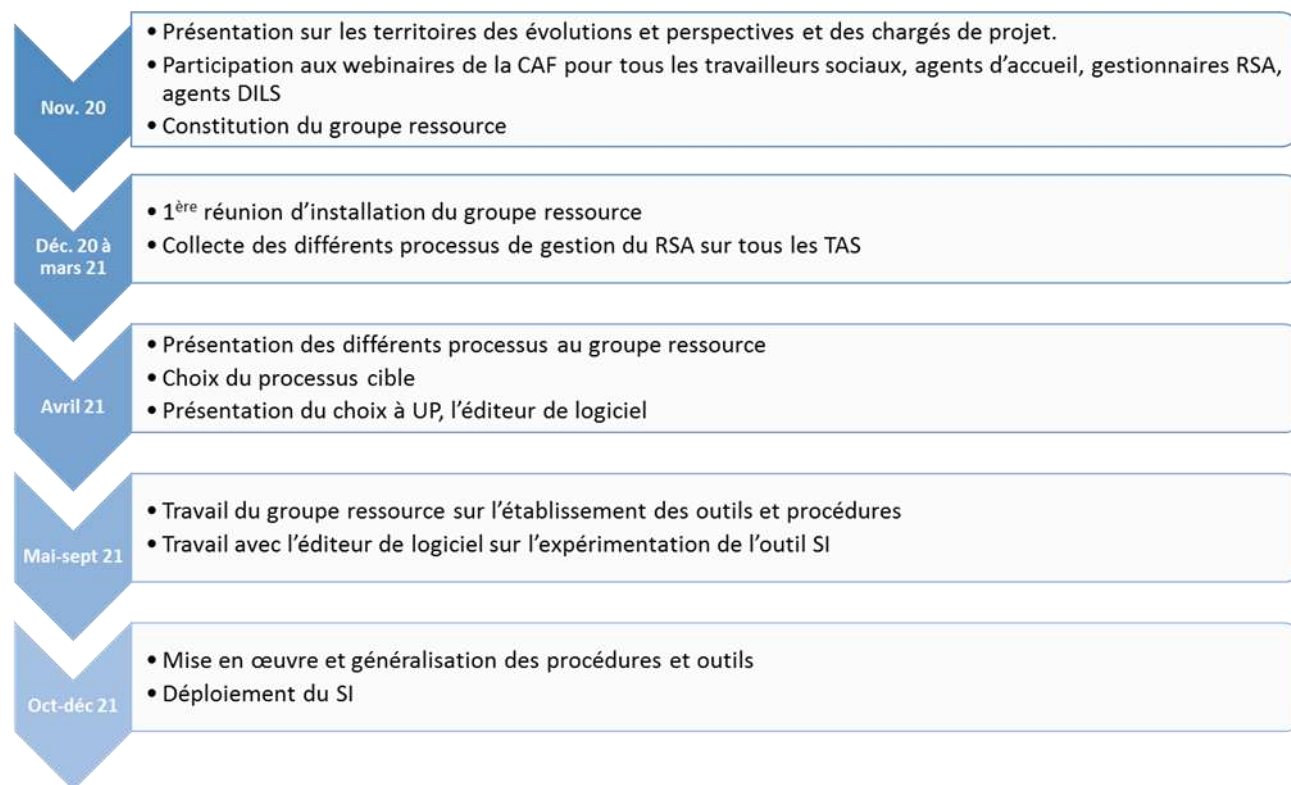 Nov. 20
• Présentation sur les territoires des évolutions et perspectives et des chargés de projet.
• Participation aux webinaires de la CAF pour tous les travailleurs sociaux, agents d’accueil, gestionnaires RSA,
agents DILS
• Constitution du groupe ressource
Déc. 20 à
mars 21
• 1ère réunion d’installation du groupe ressource
• Collecte des différents processus de gestion du RSA sur tous les TAS
Avril 21
• Présentation des différents processus au groupe ressource
• Choix du processus cible
• Présentation du choix à UP, l’éditeur de logiciel
Mai-sept 21
• Travail du groupe ressource sur l’établissement des outils et procédures
• Travail avec l’éditeur de logiciel sur l’expérimentation de l’outil SI
Oct-déc 21
• Mise en œuvre et généralisation des procédures et outils
• Déploiement du SI